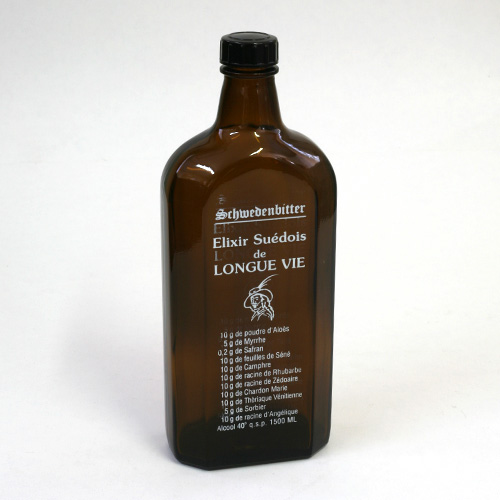 Schwedenbitter
Elixir Suédois
de
LONGUE VIE
10 g de poudre d'Aloès
5 g de Myrrhe
0,2 g de Safran
10 g de feuilles de Séné
10 g de Camphre
10 g de racine de Rhubarbe
10 g de racine de Zédoaire
10 g de Chardon Marie
10 g de Thériaque Vénitienne
5 g de Sorbier
10 g de racine d'Angélique
Alcool 40° q.s.p. 1500 ML